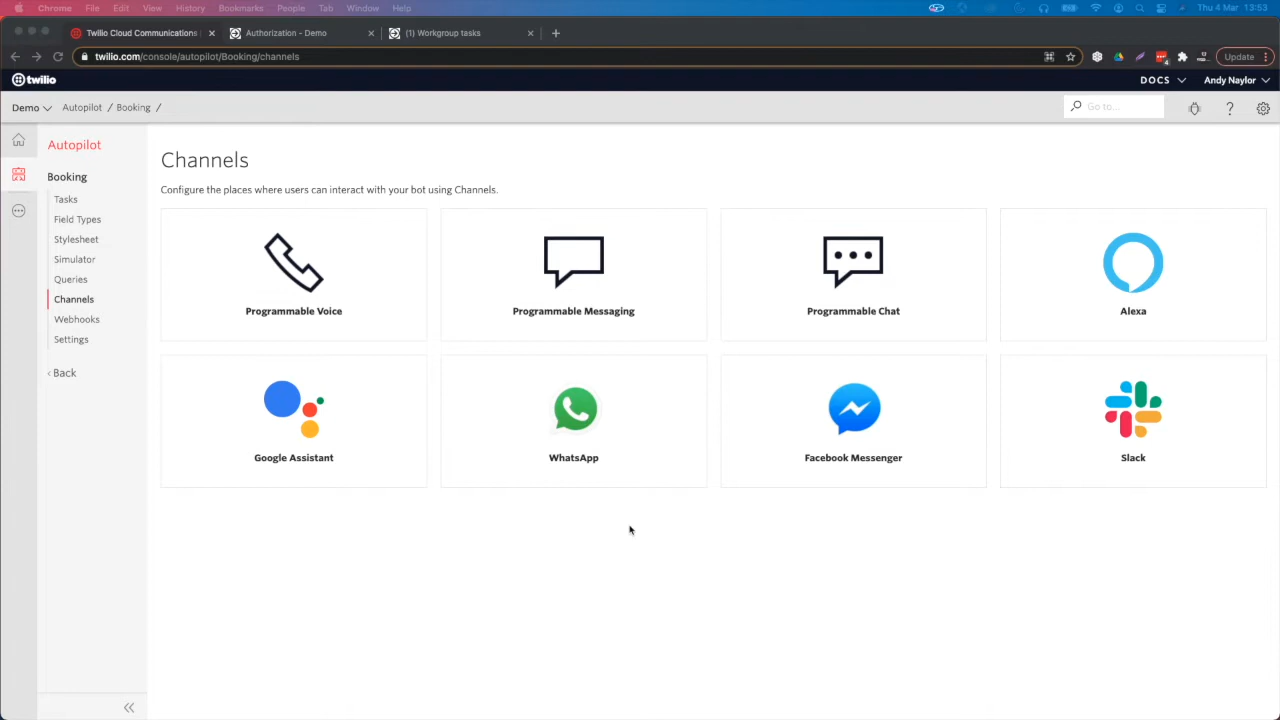 Chrome File Edit View History Bookmarks People Tab Window Help Thu 4 Mar 13:53
Twilio Cloud Communications Authorization - Demo (1) Workgroup tasks
twilio.com/console/autopilot/Booking/channels Update
twilio DOCS Andy Naylor
Demo Autopilot / Booking / Go to...
Autopilot
Booking
Tasks
Field Types
Stylesheet
Simulator
Queries
Channels
Webhooks
Settings
‹ Back
Channels
Configure the places where users can interact with your bot using Channels.
Programmable Voice Programmable Messaging Programmable Chat Alexa
Google Assistant WhatsApp Facebook Messenger Slack